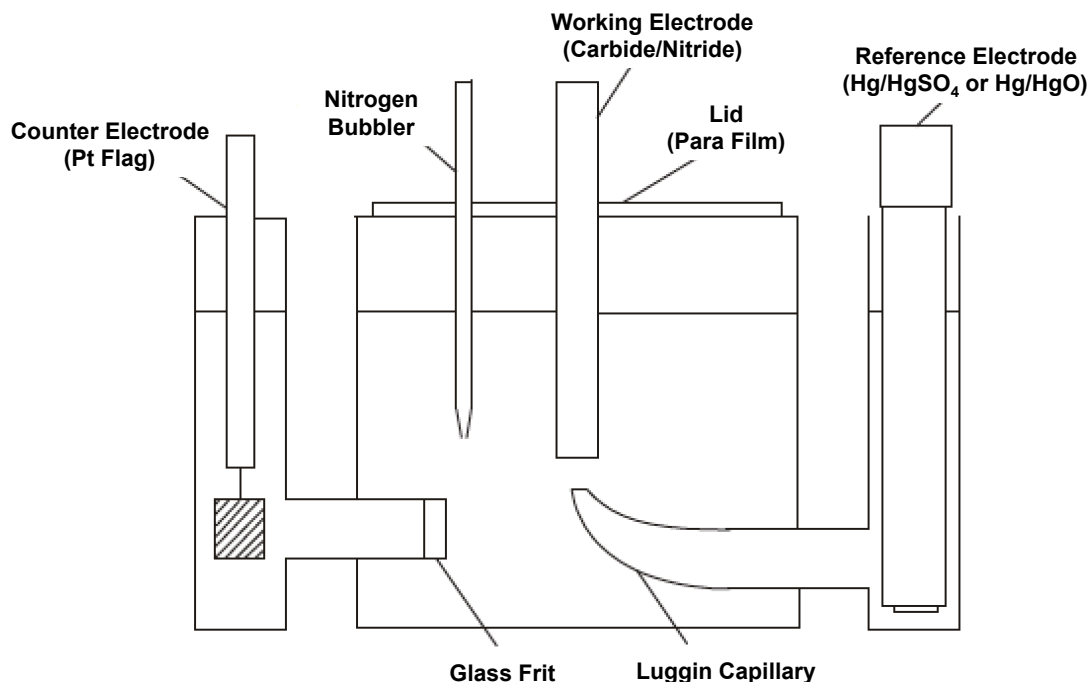 Working Electrode
(Carbide/Nitride)
Reference Electrode
(Hg/HgSO₄ or Hg/HgO)
Nitrogen
Bubbler
Lid
(Para Film)
Counter Electrode
(Pt Flag)
Glass Frit
Luggin Capillary